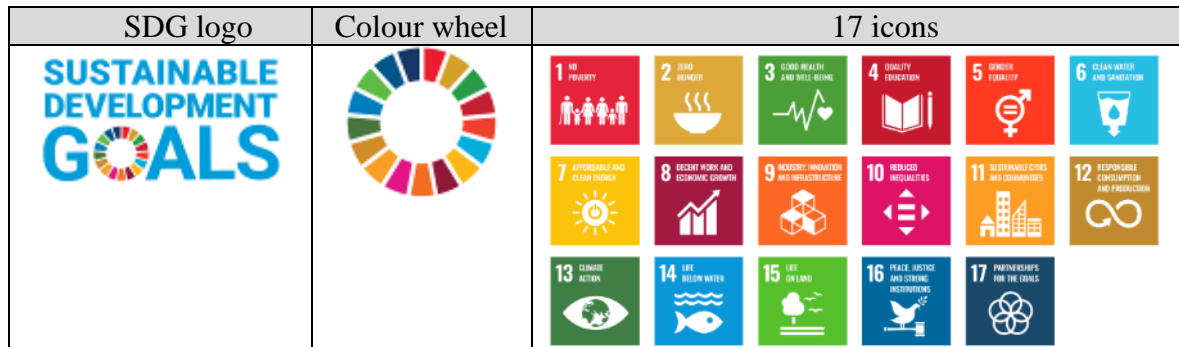 SDG logo
Colour wheel
17 icons
SUSTAINABLE
DEVELOPMENT
GOALS
1 NO
POVERTY
2 ZERO
HUNGER
3 GOOD HEALTH
AND WELL-BEING
4 QUALITY
EDUCATION
5 GENDER
EQUALITY
6 CLEAN WATER
AND SANITATION
7 AFFORDABLE AND
CLEAN ENERGY
8 DECENT WORK AND
ECONOMIC GROWTH
9 INDUSTRY, INNOVATION
AND INFRASTRUCTURE
10 REDUCED
INEQUALITIES
11 SUSTAINABLE CITIES
AND COMMUNITIES
12 RESPONSIBLE
CONSUMPTION
AND PRODUCTION
13 CLIMATE
ACTION
14 LIFE
BELOW WATER
15 LIFE
ON LAND
16 PEACE, JUSTICE
AND STRONG
INSTITUTIONS
17 PARTNERSHIPS
FOR THE GOALS